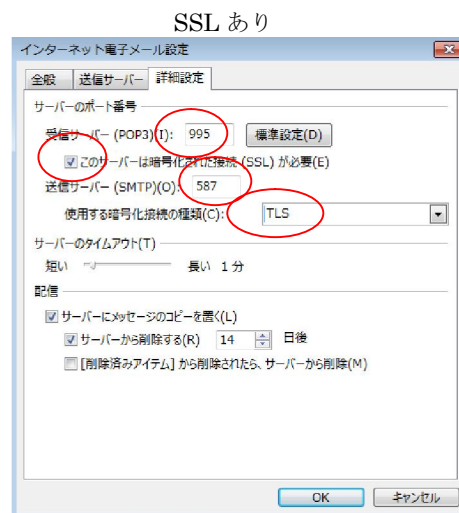 SSL あり
インターネット電子メール設定
全般 送信サーバー 詳細設定
サーバーのポート番号
受信サーバー (POP3)(I): 995 標準設定(D)
このサーバーは暗号化された接続 (SSL) が必要(E)
送信サーバー (SMTP)(O): 587
使用する暗号化接続の種類(C): TLS
サーバーのタイムアウト(T)
短い 長い 1 分
配信
サーバーにメッセージのコピーを置く(L)
サーバーから削除する(R) 14 日後
[削除済みアイテム] から削除されたら、サーバーから削除(M)
OK キャンセル